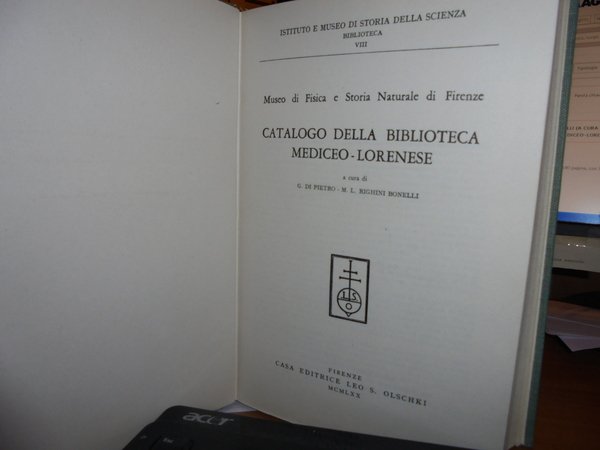 ISTITUTO E MUSEO DI STORIA DELLA SCIENZA
BIBLIOTECA
VIII
Museo di Fisica e Storia Naturale di Firenze
CATALOGO DELLA BIBLIOTECA
MEDICEO-LORENESE
a cura di
G. DI PIETRO - M. L. RIGHINI BONELLI
L S
O
FIRENZE
CASA EDITRICE LEO S. OLSCHKI
MCMLXX
acer
Esc